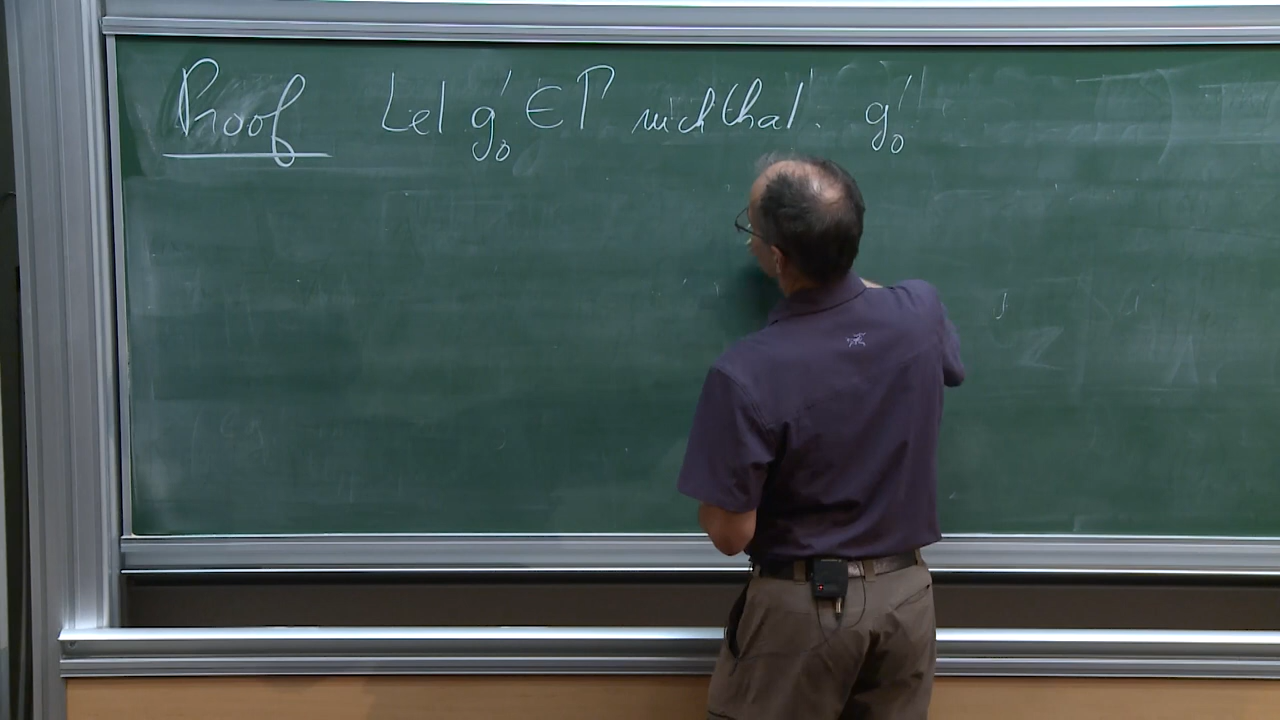 Proof Let g₀' ∈ Γ such that g₀'